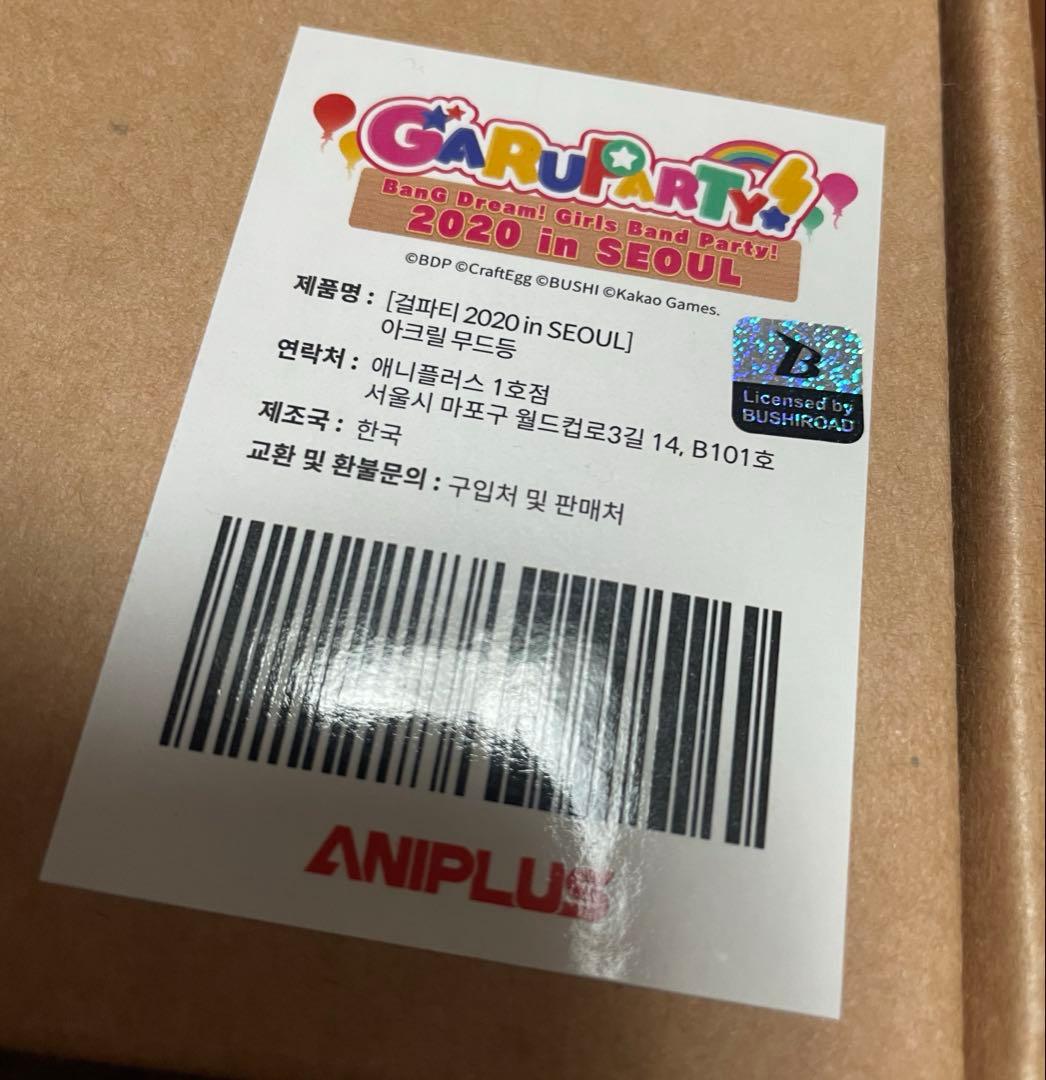 GARUPARTY!
BanG Dream! Girls Band Party!
2020 in SEOUL
©BDP ©CraftEgg ©BUSHI ©Kakao Games.
제품명 : [걸파티 2020 in SEOUL]
아크릴 무드등
연락처 : 애니플러스 1호점
서울시 마포구 월드컵로3길 14, B101호
제조국 : 한국
교환 및 환불문의 : 구입처 및 판매처
B
Licensed by
BUSHIROAD
ANIPLUS